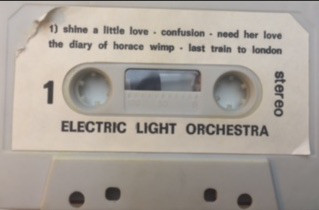 1) shine a little love - confusion - need her love
the diary of horace wimp - last train to london
1
stereo
ELECTRIC LIGHT ORCHESTRA